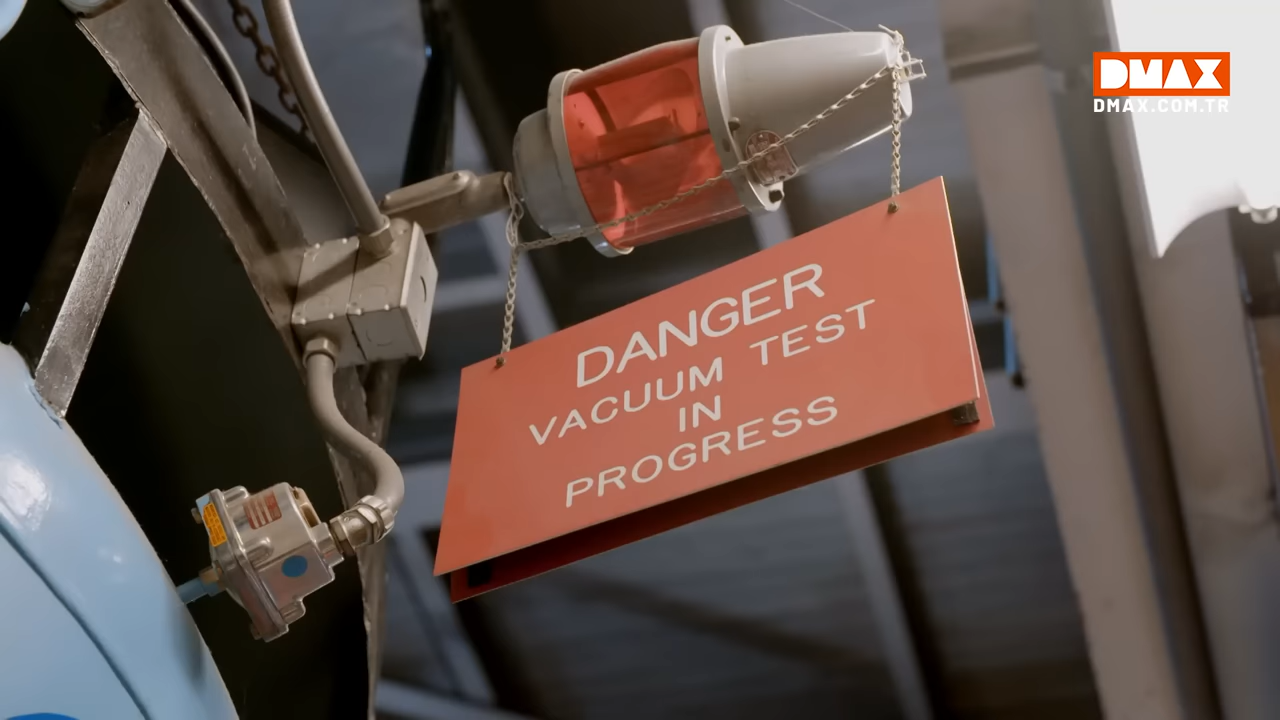 DMAX
DMAX.COM.TR
DANGER
VACUUM TEST
IN
PROGRESS